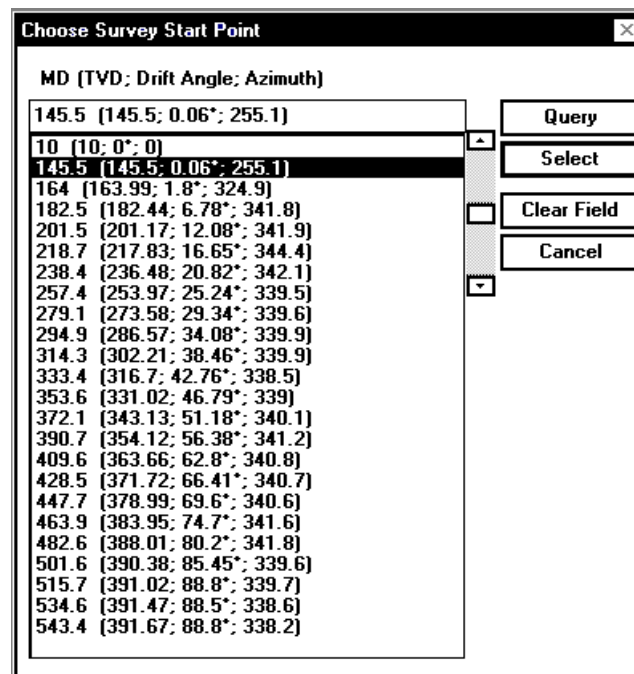 Choose Survey Start Point
MD (TVD; Drift Angle; Azimuth)
145.5 (145.5; 0.06*; 255.1)
Query
10 (10; 0*; 0)
145.5 (145.5; 0.06*; 255.1)
Select
164 (163.99; 1.8*; 324.9)
182.5 (182.44; 6.78*; 341.8)
Clear Field
201.5 (201.17; 12.08*; 341.9)
218.7 (217.83; 16.65*; 344.4)
238.4 (236.48; 20.82*; 342.1)
Cancel
257.4 (253.97; 25.24*; 339.5)
279.1 (273.58; 29.34*; 339.6)
294.9 (286.57; 34.08*; 339.9)
314.3 (302.21; 38.46*; 339.9)
333.4 (316.7; 42.76*; 338.5)
353.6 (331.02; 46.79*; 339)
372.1 (343.13; 51.18*; 340.1)
390.7 (354.12; 56.38*; 341.2)
409.6 (363.66; 62.8*; 340.8)
428.5 (371.72; 66.41*; 340.7)
447.7 (378.99; 69.6*; 340.6)
463.9 (383.95; 74.7*; 341.6)
482.6 (388.01; 80.2*; 341.8)
501.6 (390.38; 85.45*; 339.6)
515.7 (391.02; 88.8*; 339.7)
534.6 (391.47; 88.5*; 338.6)
543.4 (391.67; 88.8*; 338.2)